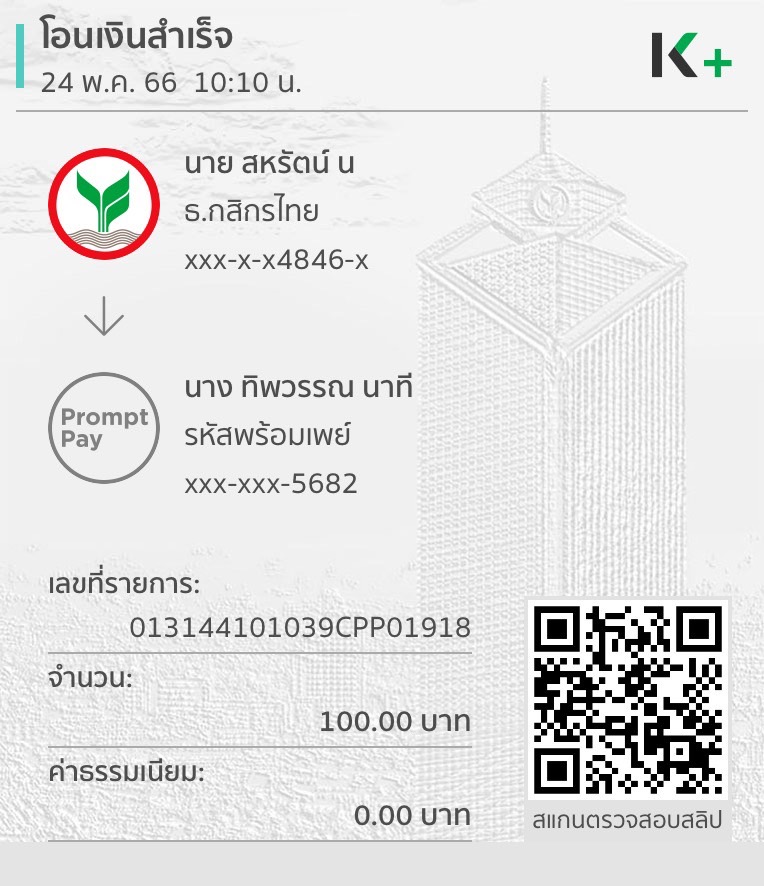 โอนเงินสำเร็จ
24 พ.ค. 66 10:10 น.
K+
นาย สหรัตน์ น
ธ.กสิกรไทย
xxx-x-x4846-x
Prompt
Pay
นาง ทิพวรรณ นาที
รหัสพร้อมเพย์
xxx-xxx-5682
เลขที่รายการ:
013144101039CPP01918
จำนวน:
100.00 บาท
ค่าธรรมเนียม:
0.00 บาท
สแกนตรวจสอบสลิป